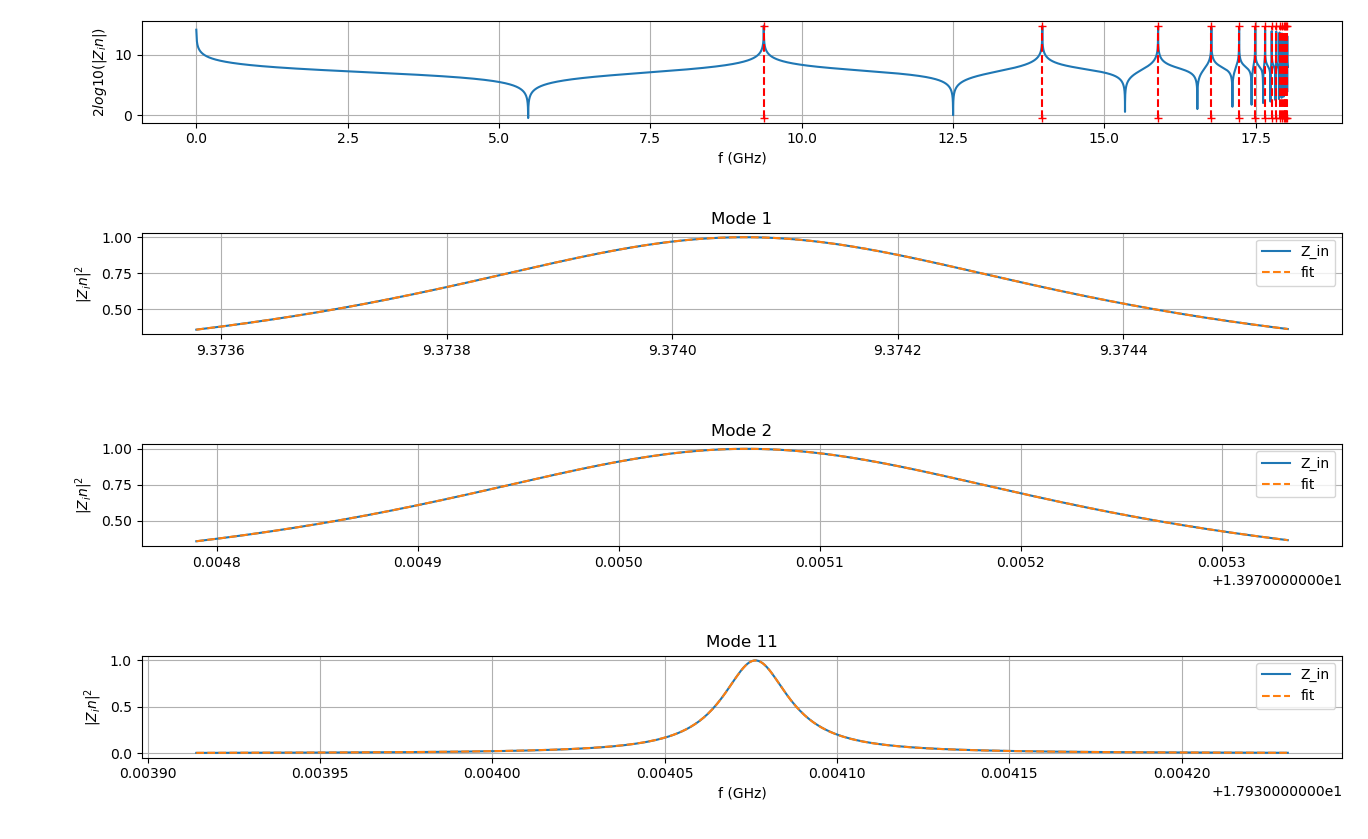 2log10(|Z_in|)
10
0
0.0 2.5 5.0 7.5 10.0 12.5 15.0 17.5
f (GHz)
Mode 1
|Z_in|^2
1.00
0.75
0.50
Z_in
fit
9.3736 9.3738 9.3740 9.3742 9.3744
Mode 2
|Z_in|^2
1.00
0.75
0.50
Z_in
fit
0.0048 0.0049 0.0050 0.0051 0.0052 0.0053
+1.3970000000e1
Mode 11
|Z_in|^2
1.0
0.5
0.0
Z_in
fit
0.00390 0.00395 0.00400 0.00405 0.00410 0.00415 0.00420
f (GHz)
+1.7930000000e1